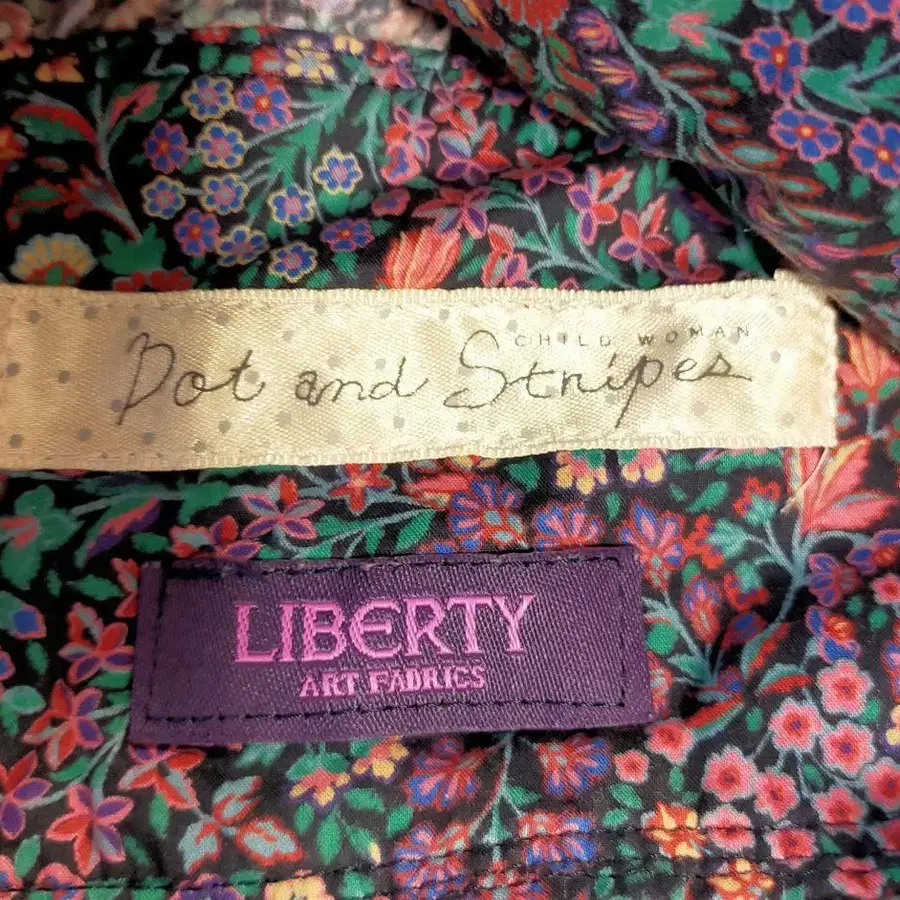 CHILD WOMAN
Dot and Stripes
LIBERTY
ART FABRICS